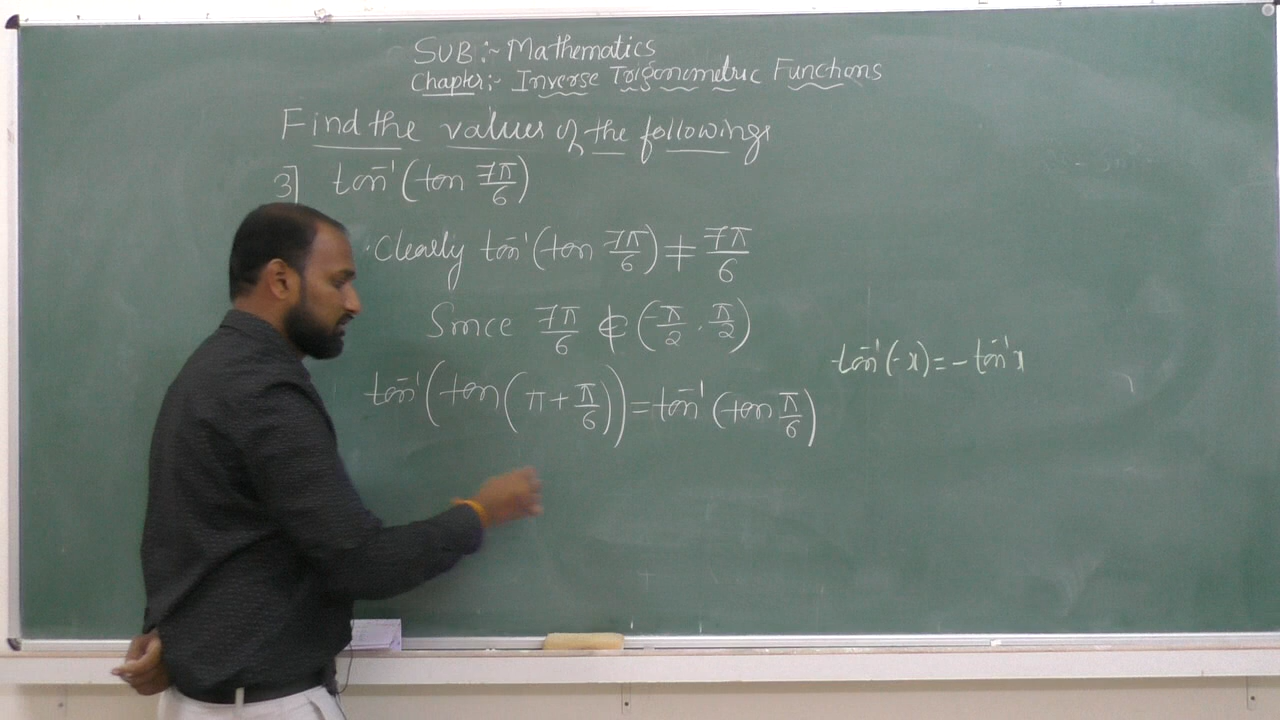 SUB:- Mathematics
Chapter:- Inverse Trigonometric Functions
Find the values of the followings
3] tan⁻¹(tan 7π/6)
Clearly tan⁻¹(tan 7π/6) ≠ 7π/6
Since 7π/6 ∉ (-π/2, π/2)
tan⁻¹(-x) = -tan⁻¹x
tan⁻¹(tan(π+π/6)) = tan⁻¹(tan π/6)